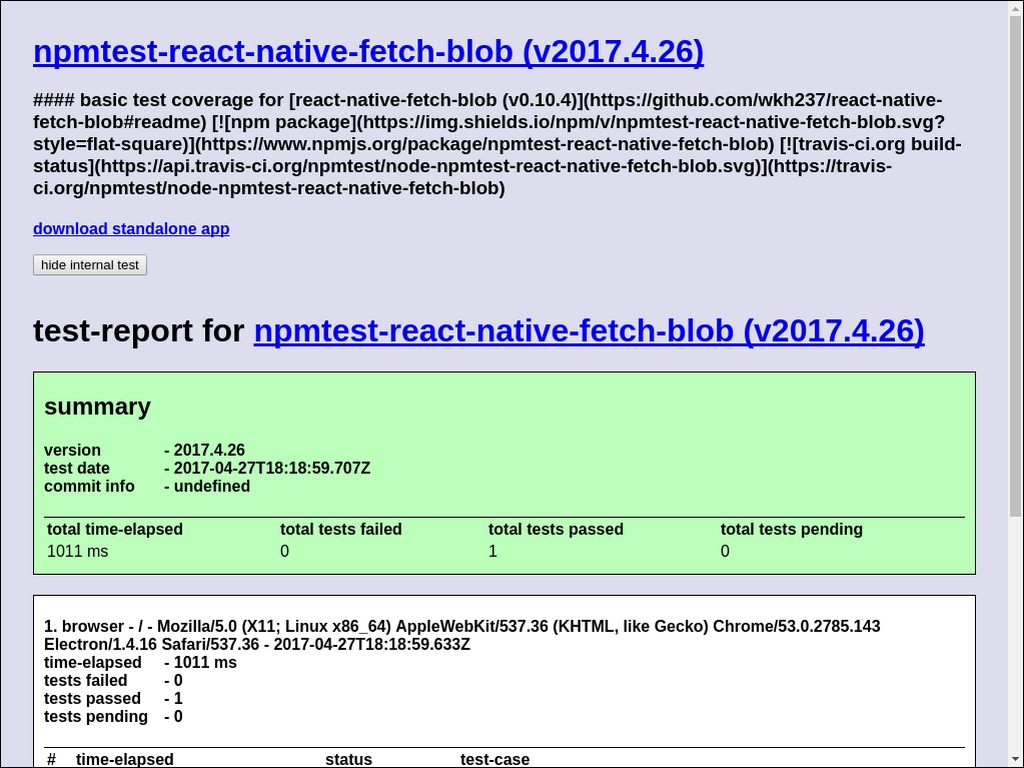 npmtest-react-native-fetch-blob (v2017.4.26)
#### basic test coverage for [react-native-fetch-blob (v0.10.4)](https://github.com/wkh237/react-native-
fetch-blob#readme) [![npm package](https://img.shields.io/npm/v/npmtest-react-native-fetch-blob.svg?
style=flat-square)](https://www.npmjs.org/package/npmtest-react-native-fetch-blob) [![travis-ci.org build-
status](https://api.travis-ci.org/npmtest/node-npmtest-react-native-fetch-blob.svg)](https://travis-
ci.org/npmtest/node-npmtest-react-native-fetch-blob)
download standalone app
hide internal test
test-report for npmtest-react-native-fetch-blob (v2017.4.26)
summary
version - 2017.4.26
test date - 2017-04-27T18:18:59.707Z
commit info - undefined
total time-elapsed total tests failed total tests passed total tests pending
1011 ms 0 1 0
1. browser - / - Mozilla/5.0 (X11; Linux x86_64) AppleWebKit/537.36 (KHTML, like Gecko) Chrome/53.0.2785.143
Electron/1.4.16 Safari/537.36 - 2017-04-27T18:18:59.633Z
time-elapsed - 1011 ms
tests failed - 0
tests passed - 1
tests pending - 0
# time-elapsed status test-case